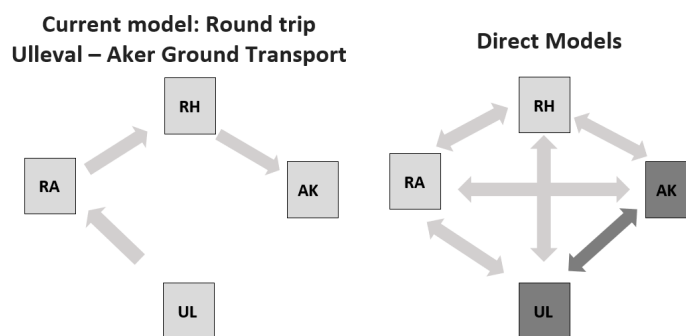 Current model: Round trip
Ulleval – Aker Ground Transport
Direct Models
RH
RA
AK
UL
RH
RA
AK
UL